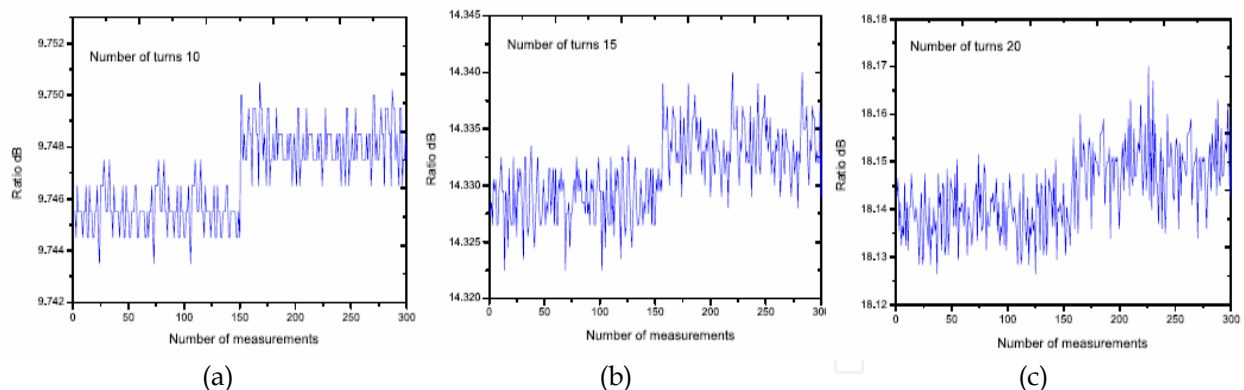 Number of turns 10
9.752
9.750
9.748
9.746
9.744
9.742
Ratio dB
0 50 100 150 200 250 300
Number of measurements
(a)
Number of turns 15
14.345
14.340
14.335
14.330
14.325
14.320
Ratio dB
0 50 100 150 200 250 300
Number of measurements
(b)
Number of turns 20
18.18
18.17
18.16
18.15
18.14
18.13
18.12
Ratio dB
0 50 100 150 200 250 300
Number of measurements
(c)